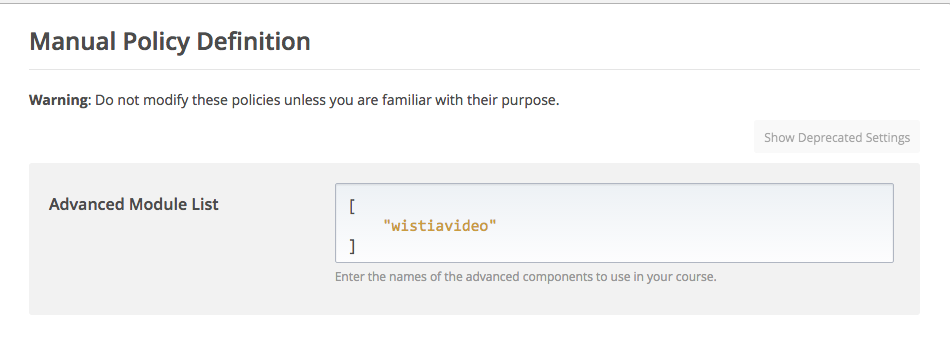 Manual Policy Definition
Warning: Do not modify these policies unless you are familiar with their purpose.
Show Deprecated Settings
Advanced Module List
[
"wistiavideo"
]
Enter the names of the advanced components to use in your course.